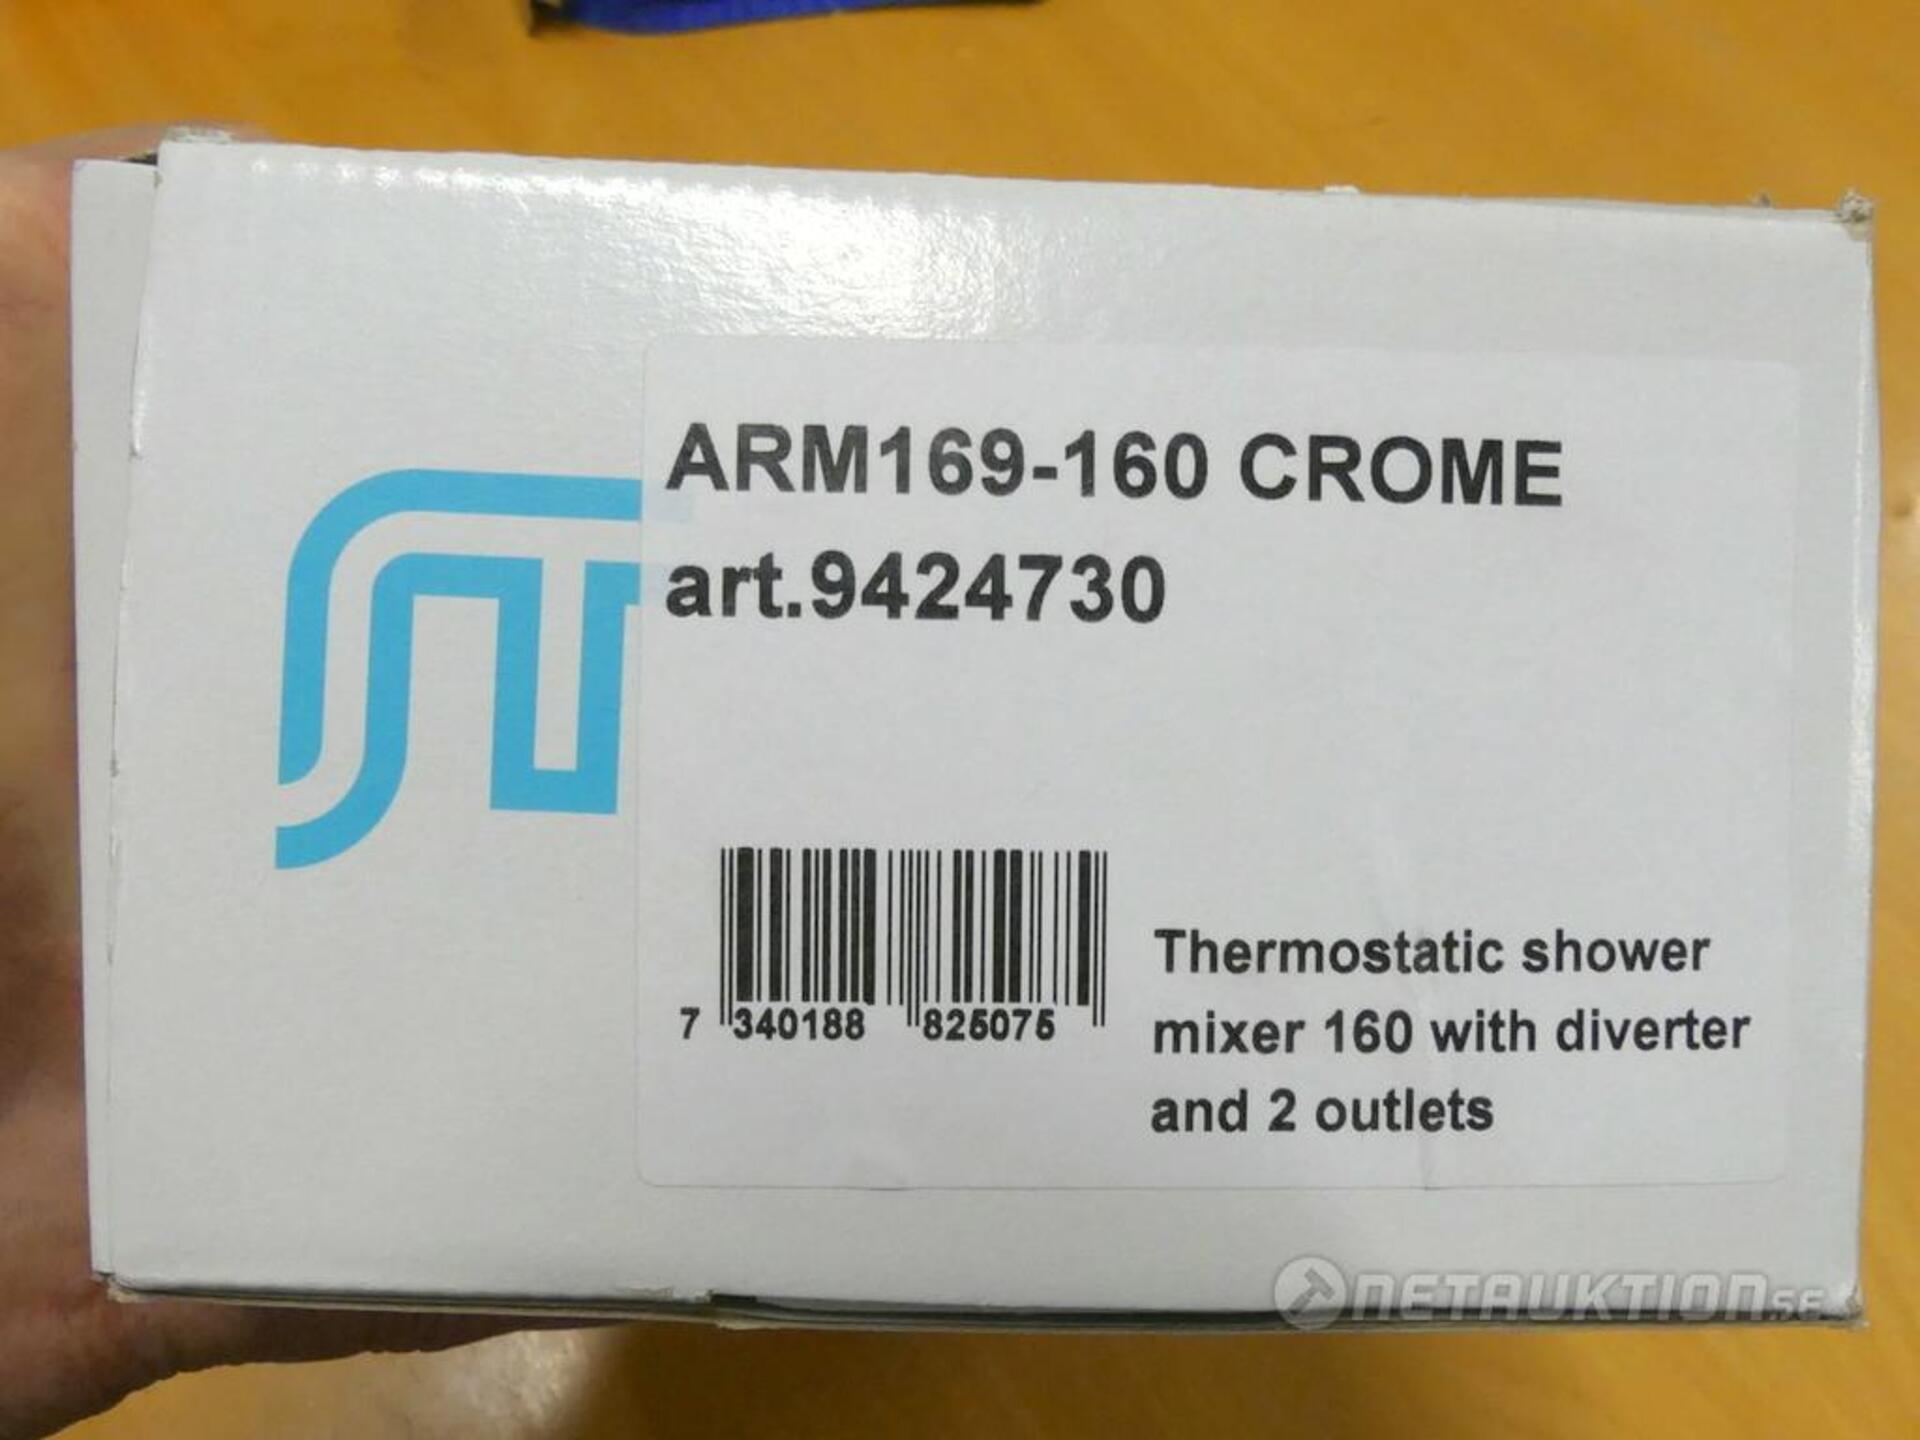 ARM169-160 CROME
art.9424730
7 340188 825075
Thermostatic shower
mixer 160 with diverter
and 2 outlets
NETAUKTION.SE